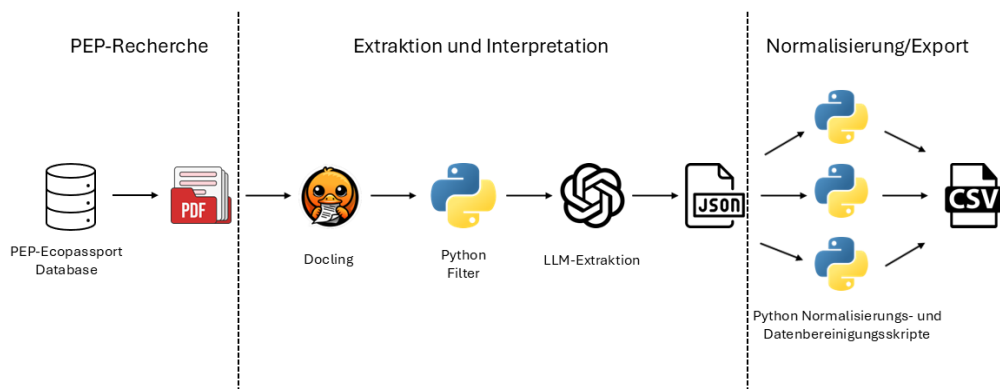 PEP-Recherche
Extraktion und Interpretation
Normalisierung/Export
PDF
JSON
CSV
PEP-Ecopassport
Database
Docling
Python
Filter
LLM-Extraktion
Python Normalisierungs- und
Datenbereinigungsskripte